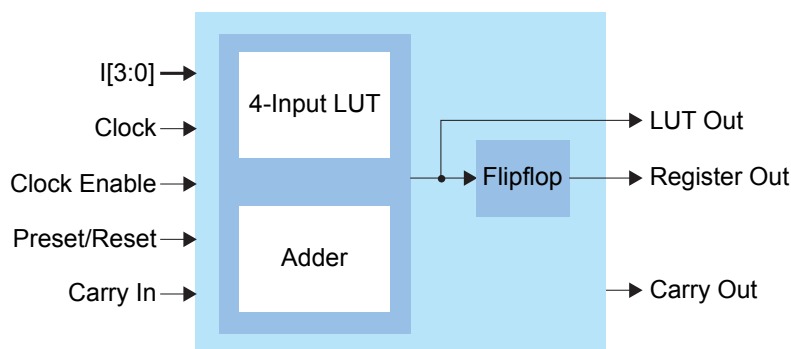 I[3:0]
Clock
Clock Enable
Preset/Reset
Carry In
4-Input LUT
Adder
Flipflop
LUT Out
Register Out
Carry Out